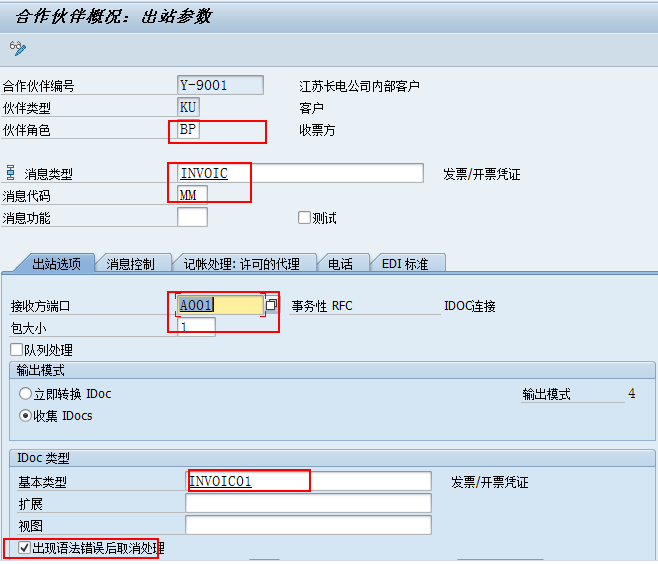 合作伙伴概况: 出站参数
合作伙伴编号 Y-9001 江苏长电公司内部客户
伙伴类型 KU 客户
伙伴角色 BP 收票方
消息类型 INVOIC 发票/开票凭证
消息代码 MM
消息功能 测试
出站选项 消息控制 记帐处理: 许可的代理 电话 EDI 标准
接收方端口 A001 事务性 RFC IDOC连接
包大小 1
队列处理
输出模式
立即转换 IDoc 输出模式 4
收集 IDocs
IDoc 类型
基本类型 INVOIC01 发票/开票凭证
扩展
视图
出现语法错误后取消处理